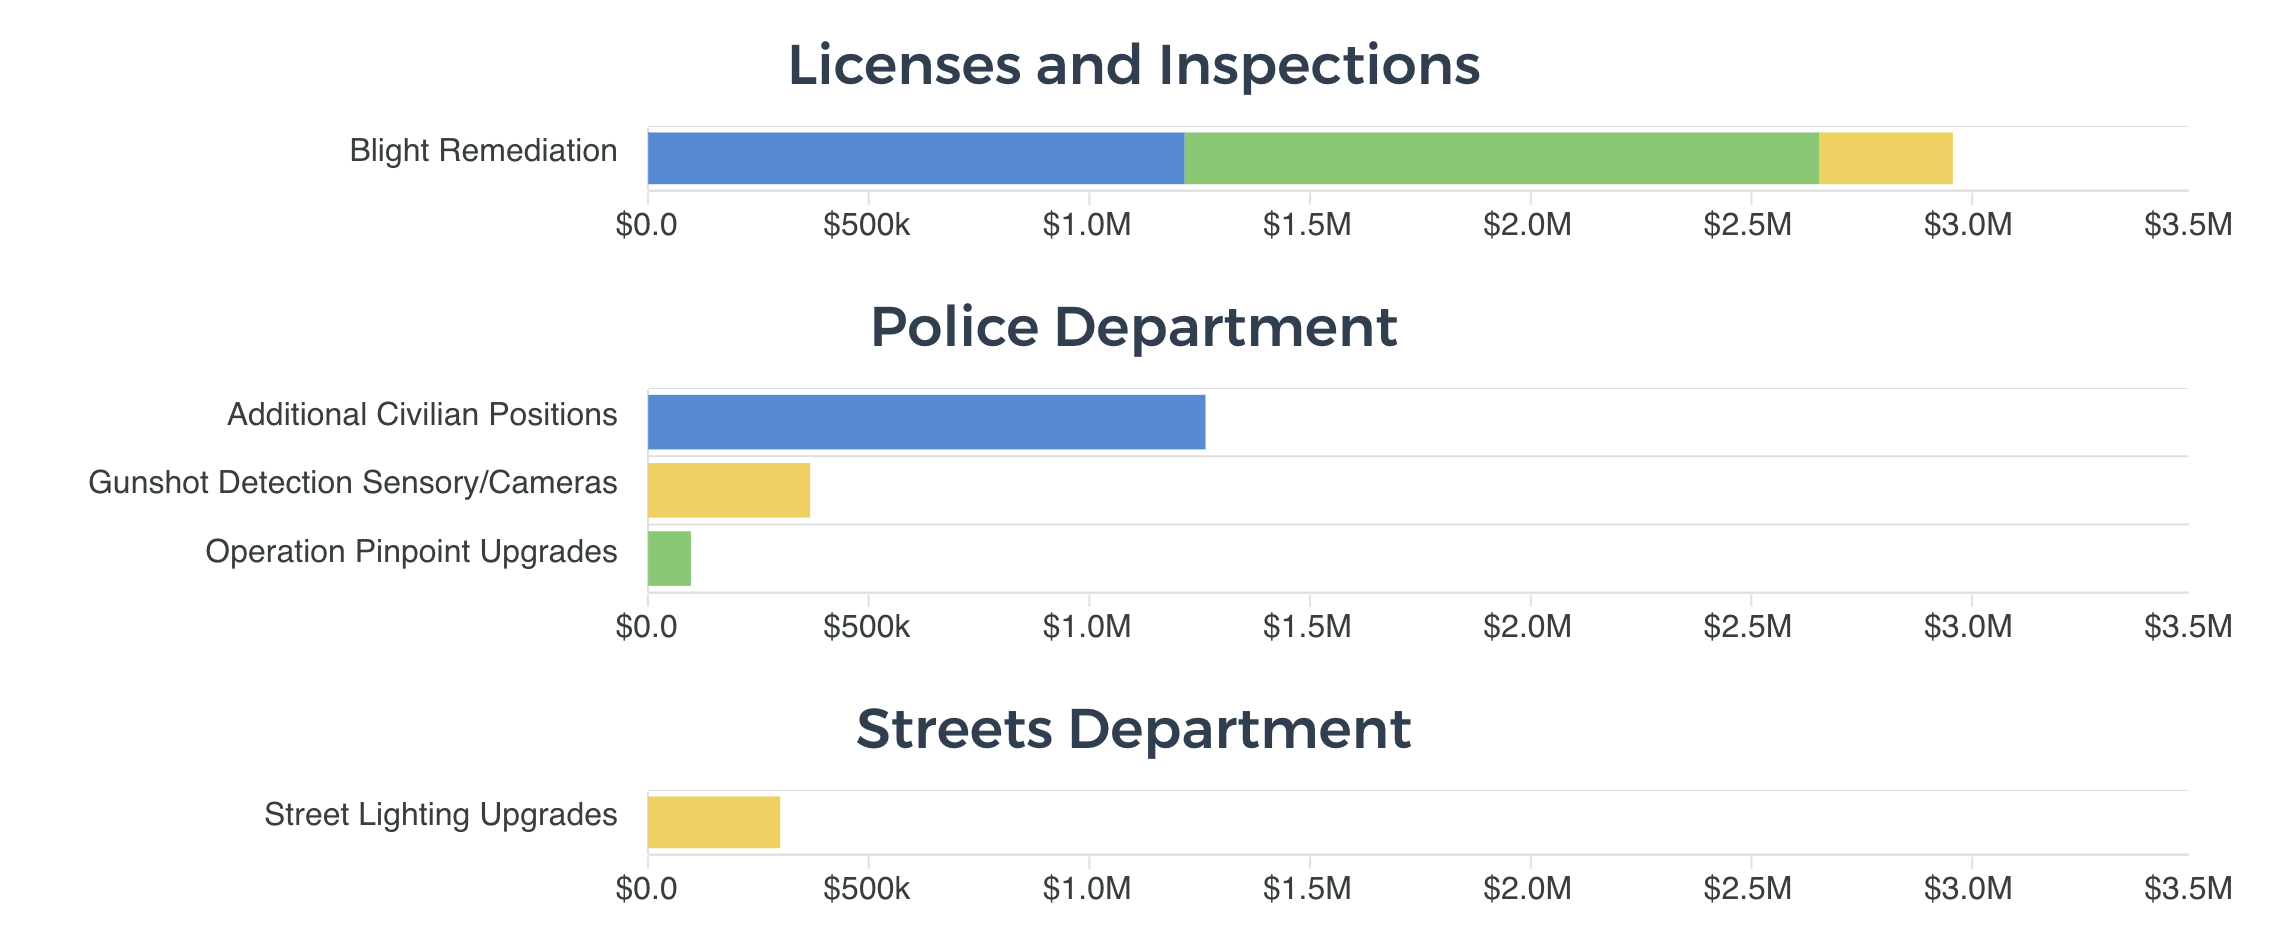 Licenses and Inspections
Blight Remediation
$0.0 $500k $1.0M $1.5M $2.0M $2.5M $3.0M $3.5M
Police Department
Additional Civilian Positions
Gunshot Detection Sensory/Cameras
Operation Pinpoint Upgrades
$0.0 $500k $1.0M $1.5M $2.0M $2.5M $3.0M $3.5M
Streets Department
Street Lighting Upgrades
$0.0 $500k $1.0M $1.5M $2.0M $2.5M $3.0M $3.5M